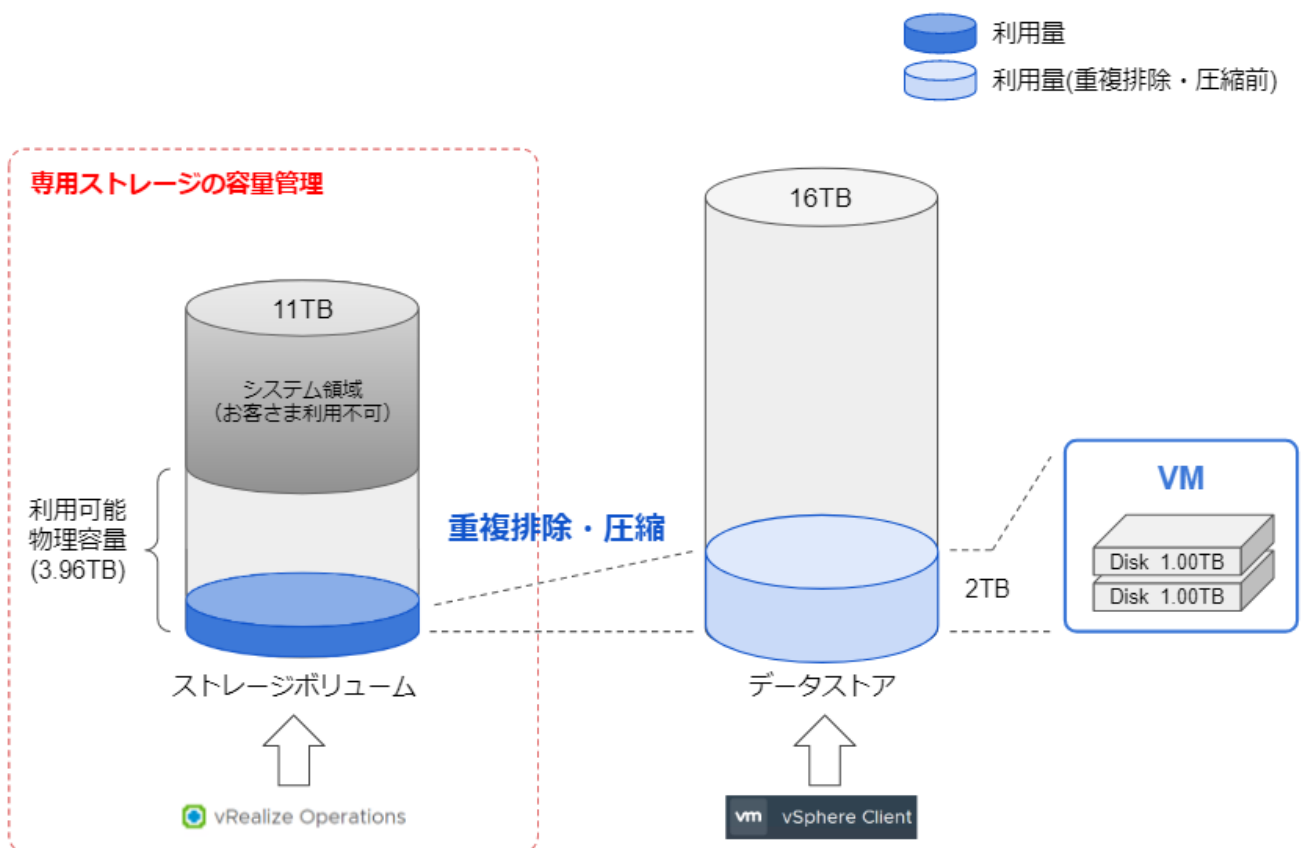 利用量
利用量(重複排除・圧縮前)
専用ストレージの容量管理
11TB
システム領域
（お客さま利用不可）
利用可能
物理容量
(3.96TB)
重複排除・圧縮
16TB
2TB
VM
Disk 1.00TB
Disk 1.00TB
ストレージボリューム
データストア
vRealize Operations
vm vSphere Client